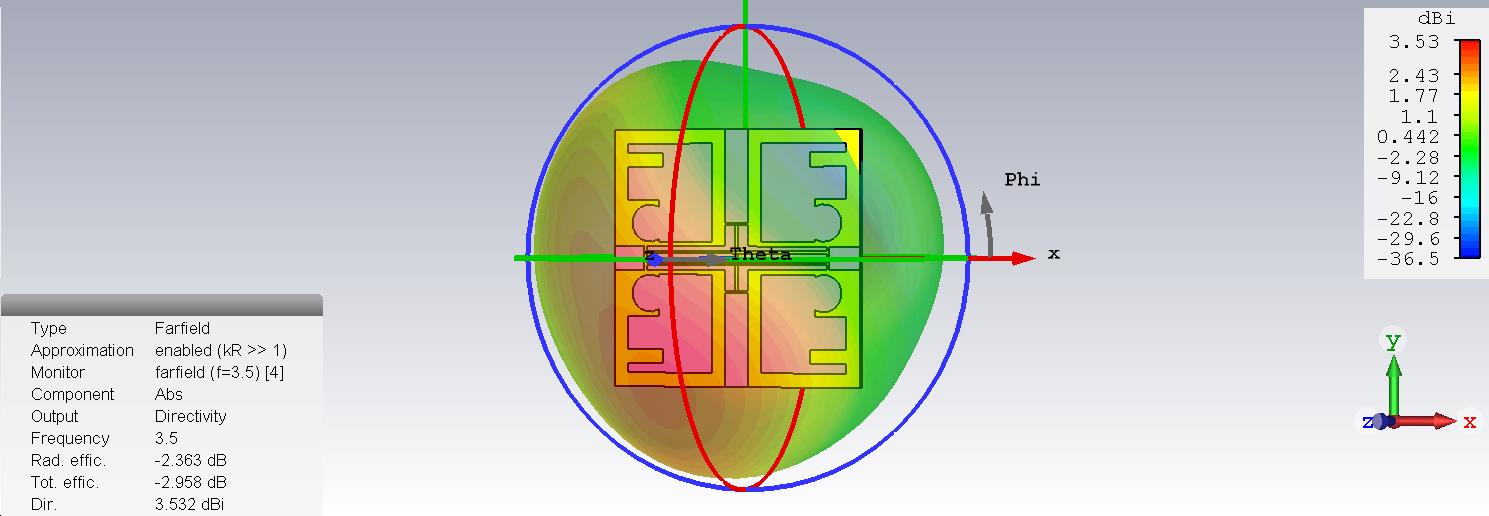 dBi
3.53
2.43
1.77
1.1
0.442
-2.28
-9.12
-16
-22.8
-29.6
-36.5
Phi
x
z
Theta
Type Farfield
Approximation enabled (kR >> 1)
Monitor farfield (f=3.5) [4]
Component Abs
Output Directivity
Frequency 3.5
Rad. effic. -2.363 dB
Tot. effic. -2.958 dB
Dir. 3.532 dBi
y
z
x